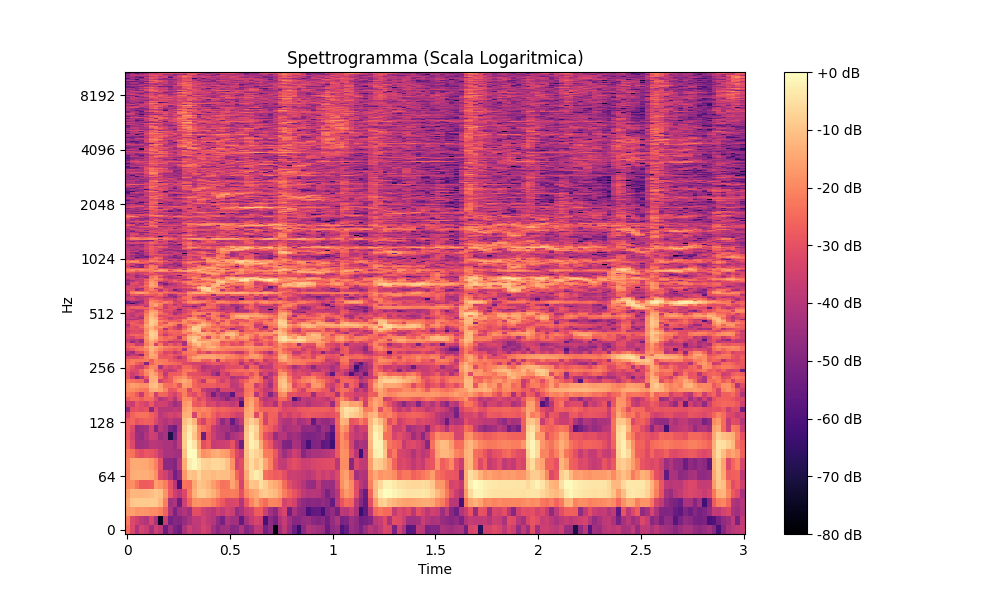 Spettrogramma (Scala Logaritmica)
Hz
8192
4096
2048
1024
512
256
128
64
0
0 0.5 1 1.5 2 2.5 3
Time
+0 dB
-10 dB
-20 dB
-30 dB
-40 dB
-50 dB
-60 dB
-70 dB
-80 dB